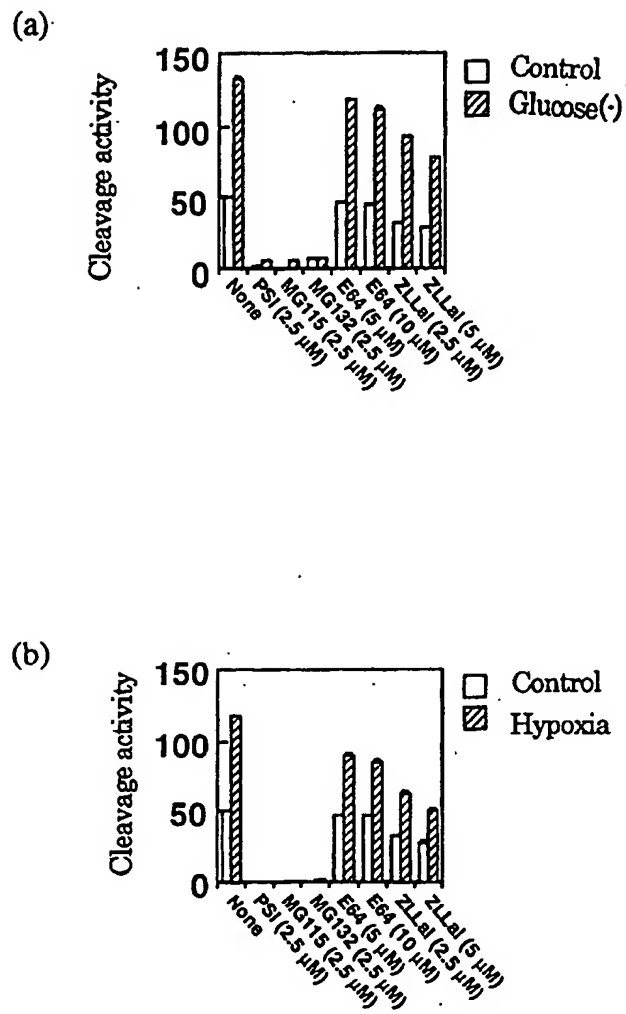 (a)
Cleavage activity
150
100
50
0
Control
Glucose(-)
None
PSI (2.5 μM)
MG115 (2.5 μM)
MG132 (2.5 μM)
E64 (5 μM)
E64 (10 μM)
ZLLal (2.5 μM)
ZLLal (5 μM)
(b)
Cleavage activity
150
100
50
0
Control
Hypoxia
None
PSI (2.5 μM)
MG115 (2.5 μM)
MG132 (2.5 μM)
E64 (5 μM)
E64 (10 μM)
ZLLal (2.5 μM)
ZLLal (5 μM)